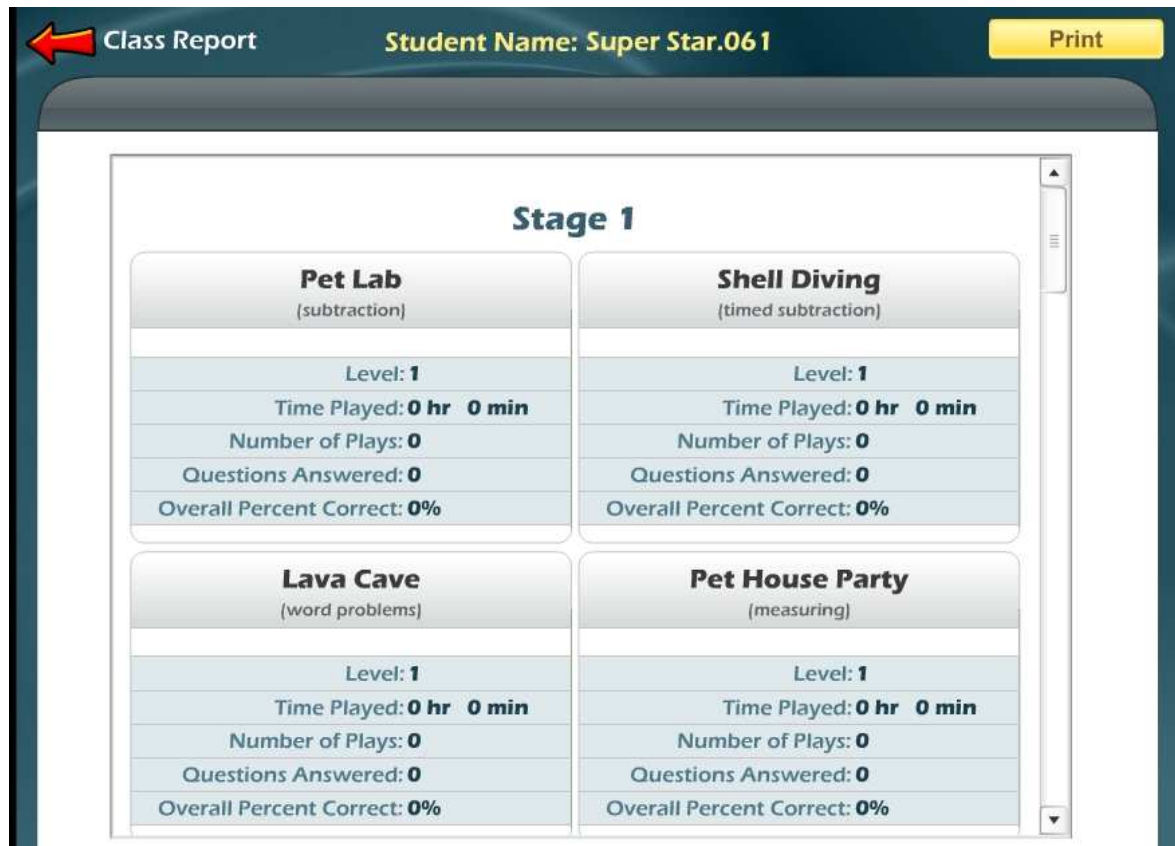 Class Report
Student Name: Super Star.061
Print
Stage 1
Pet Lab
(subtraction)
Level: 1
Time Played: 0 hr 0 min
Number of Plays: 0
Questions Answered: 0
Overall Percent Correct: 0%
Shell Diving
(timed subtraction)
Level: 1
Time Played: 0 hr 0 min
Number of Plays: 0
Questions Answered: 0
Overall Percent Correct: 0%
Lava Cave
(word problems)
Level: 1
Time Played: 0 hr 0 min
Number of Plays: 0
Questions Answered: 0
Overall Percent Correct: 0%
Pet House Party
(measuring)
Level: 1
Time Played: 0 hr 0 min
Number of Plays: 0
Questions Answered: 0
Overall Percent Correct: 0%